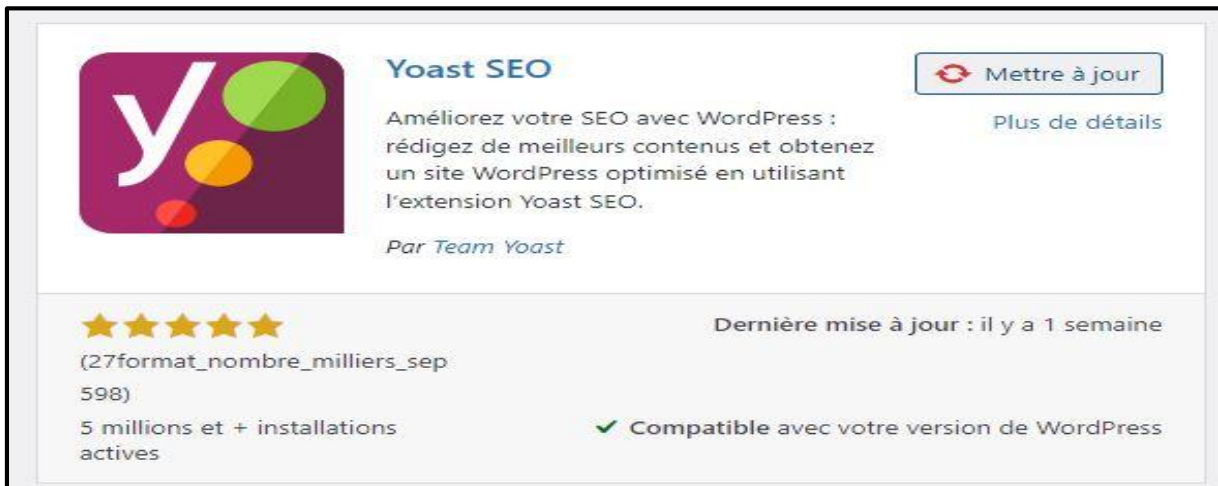 y
Yoast SEO
Mettre à jour
Améliorez votre SEO avec WordPress :
Plus de détails
rédigez de meilleurs contenus et obtenez
un site WordPress optimisé en utilisant
l'extension Yoast SEO.
Par Team Yoast
Dernière mise à jour : il y a 1 semaine
(27format_nombre_milliers_sep
598)
5 millions et + installations
actives
Compatible avec votre version de WordPress